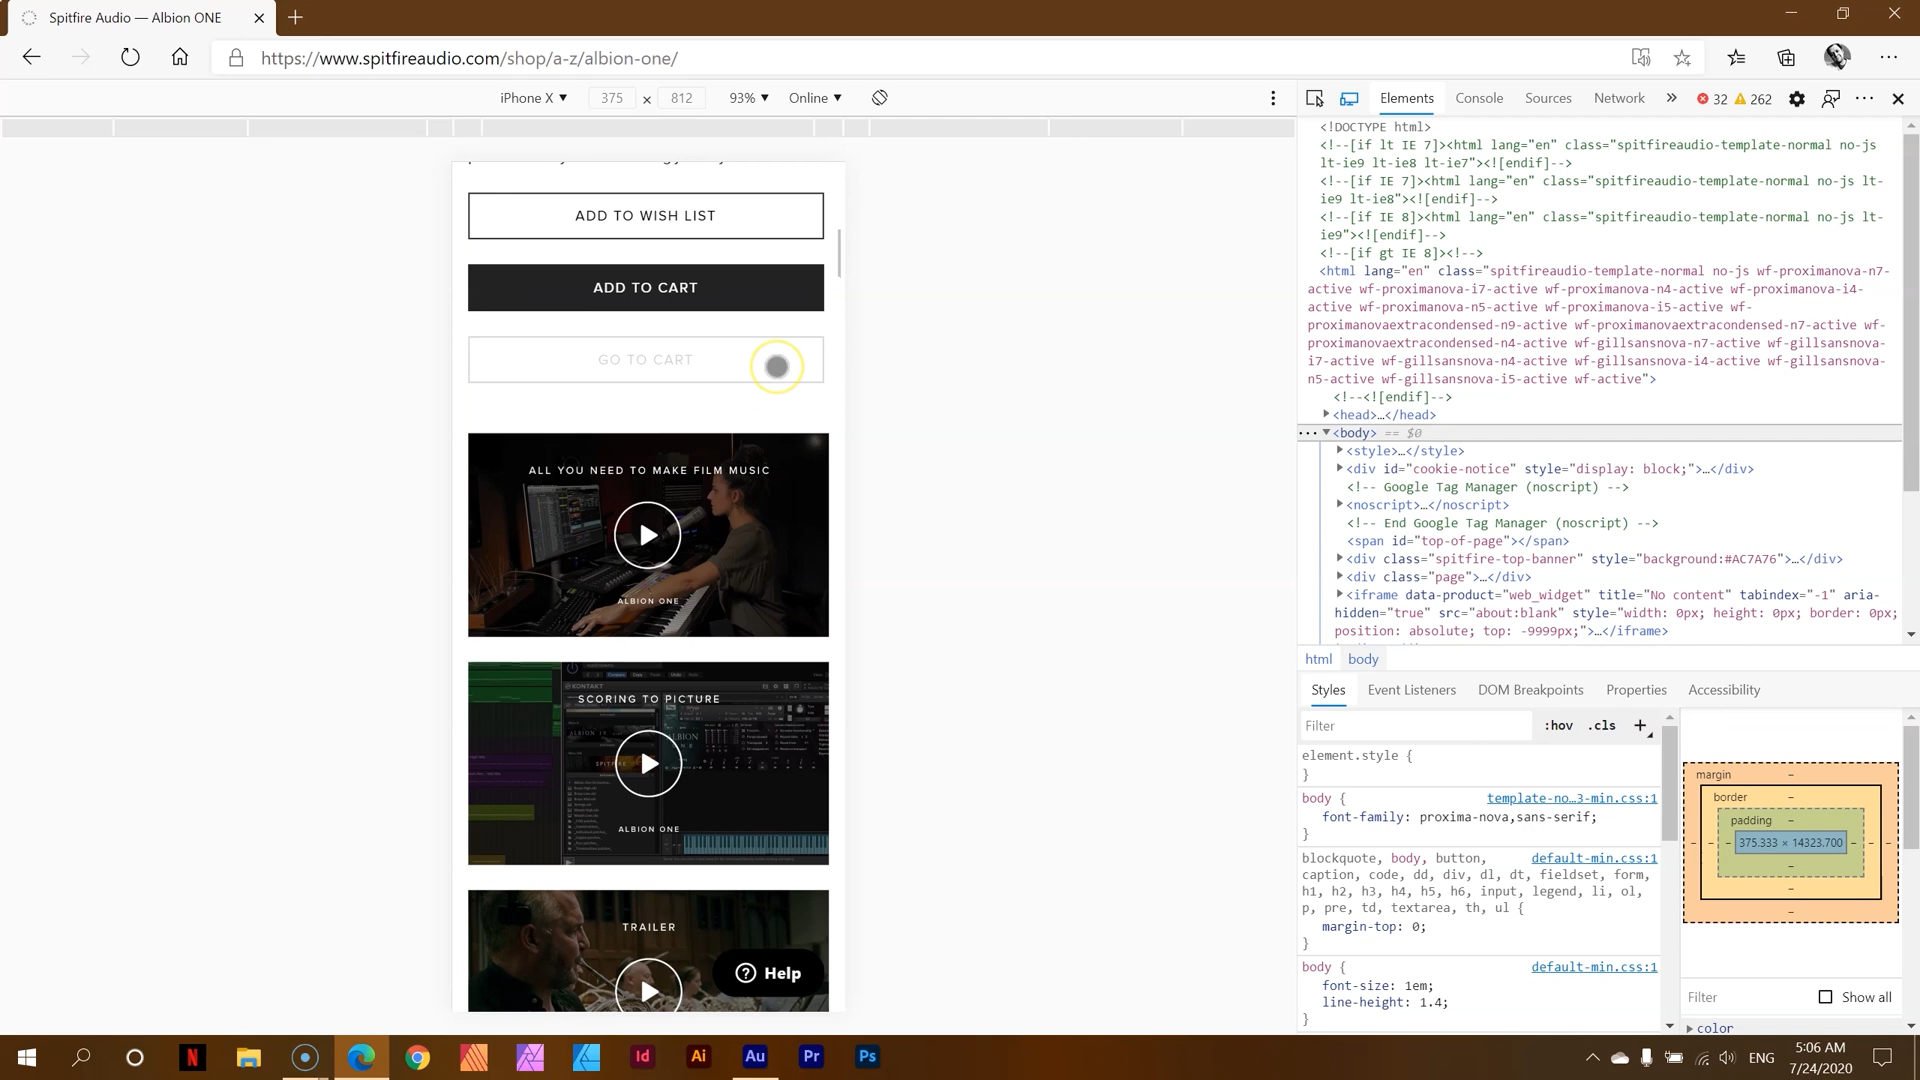 Spitfire Audio — Albion ONE
https://www.spitfireaudio.com/shop/a-z/albion-one/
iPhone X
375
×
812
93%
Online
Elements
Console
Sources
Network
32
262
ADD TO WISH LIST
ADD TO CART
GO TO CART
ALL YOU NEED TO MAKE FILM MUSIC
ALBION ONE
SCORING TO PICTURE
ALBION ONE
TRAILER
Help
<!DOCTYPE html>
<!--[if lt IE 7]><html lang="en" class="spitfireaudio-template-normal no-js
lt-ie9 lt-ie8 lt-ie7"><![endif]-->
<!--[if IE 7]><html lang="en" class="spitfireaudio-template-normal no-js lt-
ie9 lt-ie8"><![endif]-->
<!--[if IE 8]><html lang="en" class="spitfireaudio-template-normal no-js lt-
ie9"><![endif]-->
<!--[if gt IE 8]><!-->
<html lang="en" class="spitfireaudio-template-normal no-js wf-proximanova-n7-
active wf-proximanova-i7-active wf-proximanova-n4-active wf-proximanova-i4-
active wf-proximanova-n5-active wf-proximanova-i5-active wf-
proximanovaextracondensed-n9-active wf-proximanovaextracondensed-n7-active wf-
proximanovaextracondensed-n4-active wf-gillsansnova-n7-active wf-gillsansnova-
i7-active wf-gillsansnova-n4-active wf-gillsansnova-i4-active wf-gillsansnova-
n5-active wf-gillsansnova-i5-active wf-active">
<!--<![endif]-->
<head>…</head>
<body> == $0
<style>…</style>
<div id="cookie-notice" style="display: block;">…</div>
<!-- Google Tag Manager (noscript) -->
<noscript>…</noscript>
<!-- End Google Tag Manager (noscript) -->
<span id="top-of-page"></span>
<div class="spitfire-top-banner" style="background:#AC7A76">…</div>
<div class="page">…</div>
<iframe data-product="web_widget" title="No content" tabindex="-1" aria-
hidden="true" src="about:blank" style="width: 0px; height: 0px; border: 0px;
position: absolute; top: -9999px;">…</iframe>
html
body
Styles
Event Listeners
DOM Breakpoints
Properties
Accessibility
Filter
:hov
.cls
element.style {
}
body {
template-no…3-min.css:1
font-family: proxima-nova,sans-serif;
}
blockquote, body, button,
default-min.css:1
caption, code, dd, div, dl, dt, fieldset, form,
h1, h2, h3, h4, h5, h6, input, legend, li, ol,
p, pre, td, textarea, th, ul {
margin-top: 0;
}
body {
default-min.css:1
font-size: 1em;
line-height: 1.4;
}
margin
border
padding
375.333 × 14323.700
Filter
Show all
color
N
Id
Ai
Au
Pr
Ps
ENG
5:06 AM
7/24/2020